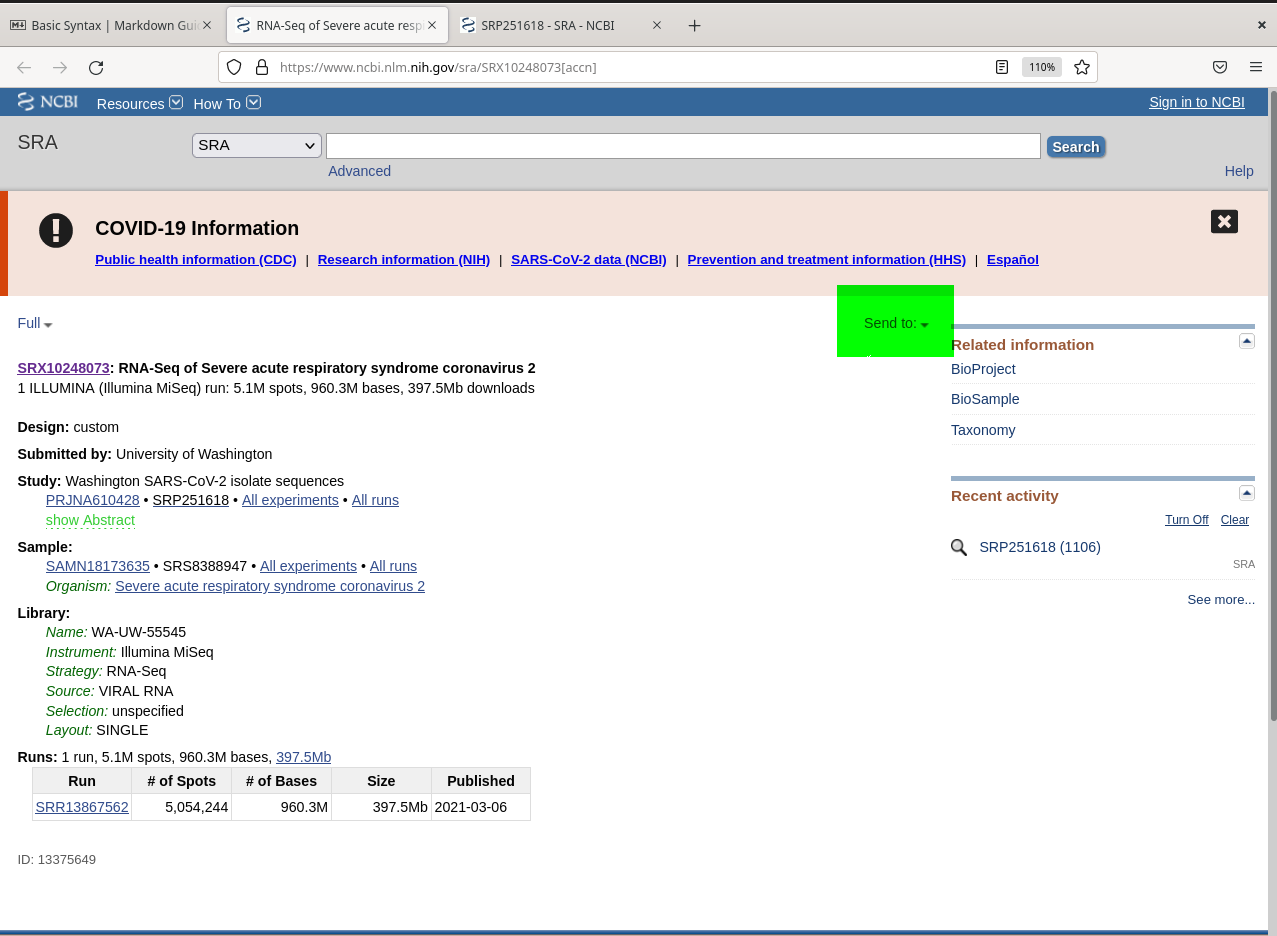 Basic Syntax | Markdown Gui
RNA-Seq of Severe acute resp
SRP251618 - SRA - NCBI
https://www.ncbi.nlm.nih.gov/sra/SRX10248073[accn]
110%
NCBI Resources How To Sign in to NCBI
SRA
SRA
Search
Advanced
Help
COVID-19 Information
Public health information (CDC) | Research information (NIH) | SARS-CoV-2 data (NCBI) | Prevention and treatment information (HHS) | Español
Full
Send to:
SRX10248073: RNA-Seq of Severe acute respiratory syndrome coronavirus 2
1 ILLUMINA (Illumina MiSeq) run: 5.1M spots, 960.3M bases, 397.5Mb downloads
Design: custom
Submitted by: University of Washington
Study: Washington SARS-CoV-2 isolate sequences
PRJNA610428 • SRP251618 • All experiments • All runs
show Abstract
Sample:
SAMN18173635 • SRS8388947 • All experiments • All runs
Organism: Severe acute respiratory syndrome coronavirus 2
Library:
Name: WA-UW-55545
Instrument: Illumina MiSeq
Strategy: RNA-Seq
Source: VIRAL RNA
Selection: unspecified
Layout: SINGLE
Runs: 1 run, 5.1M spots, 960.3M bases, 397.5Mb
Run # of Spots # of Bases Size Published
SRR13867562 5,054,244 960.3M 397.5Mb 2021-03-06
ID: 13375649
Related information
BioProject
BioSample
Taxonomy
Recent activity
Turn Off Clear
SRP251618 (1106)
SRA
See more...